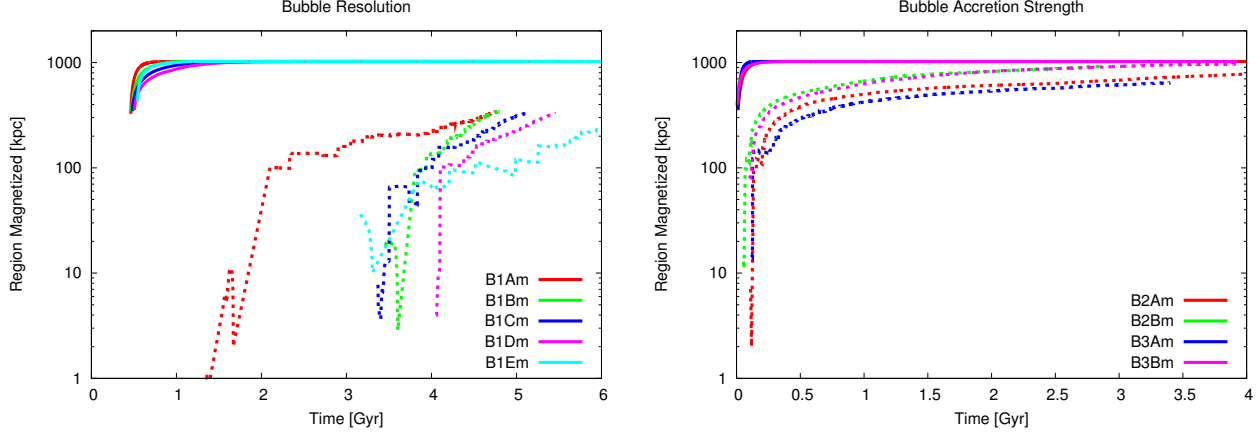 Bubble Resolution
Region Magnetized [kpc]
1000
100
10
1
0 1 2 3 4 5 6
Time [Gyr]
B1Am
B1Bm
B1Cm
B1Dm
B1Em
Bubble Accretion Strength
Region Magnetized [kpc]
1000
100
10
1
0 0.5 1 1.5 2 2.5 3 3.5 4
Time [Gyr]
B2Am
B2Bm
B3Am
B3Bm